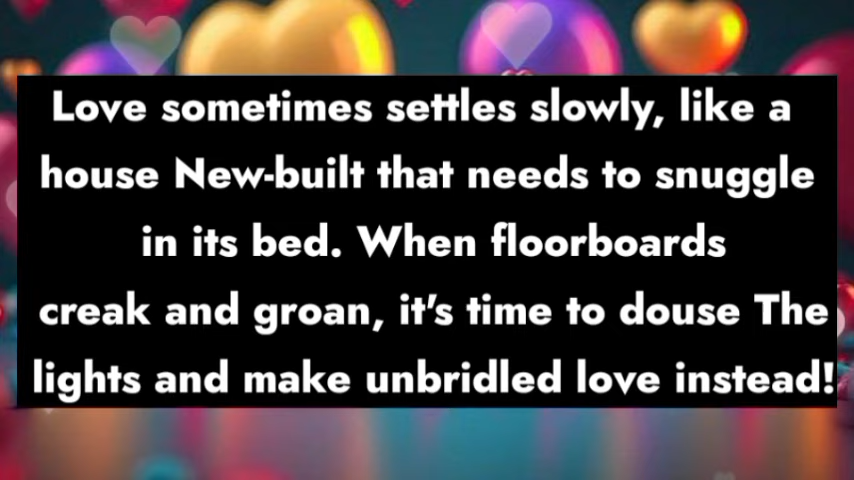 Love sometimes settles slowly, like a
house New-built that needs to snuggle
in its bed. When floorboards
creak and groan, it's time to douse The
lights and make unbridled love instead!